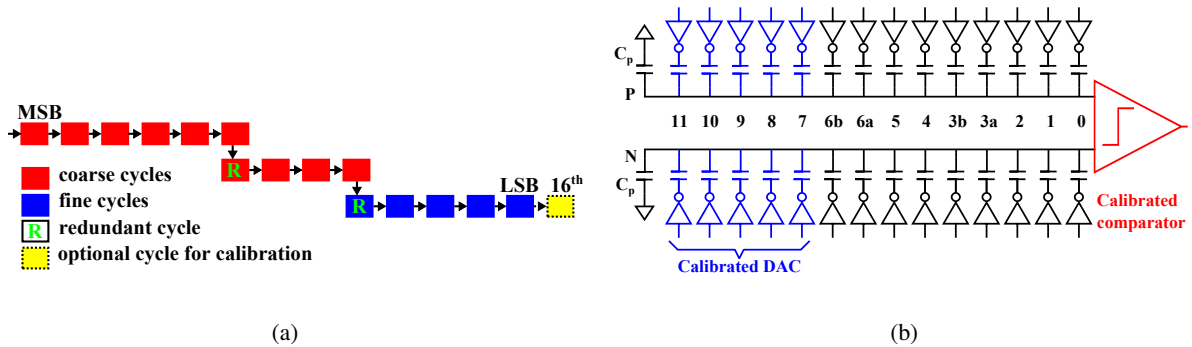 MSB
R
R
LSB 16th
coarse cycles
fine cycles
R redundant cycle
optional cycle for calibration
(a)
Cp
P
11 10 9 8 7 6b 6a 5 4 3b 3a 2 1 0
N
Cp
Calibrated DAC
Calibrated
comparator
(b)